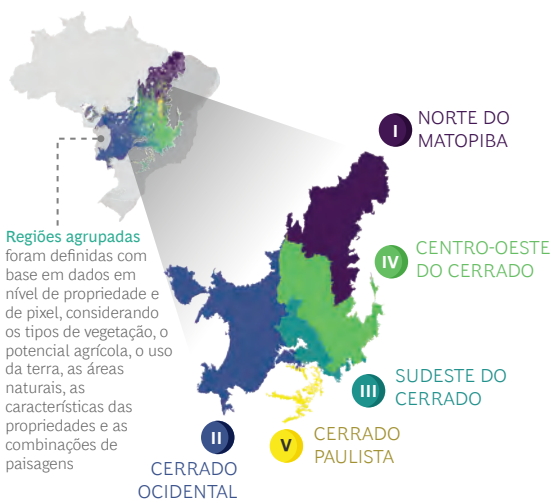 I
NORTE DO
MATOPIBA
IV
CENTRO-OESTE
DO CERRADO
III
SUDESTE DO
CERRADO
V
CERRADO
PAULISTA
II
CERRADO
OCIDENTAL
Regiões agrupadas
foram definidas com
base em dados em
nível de propriedade e
de pixel, considerando
os tipos de vegetação, o
potencial agrícola, o uso
da terra, as áreas
naturais, as
características das
propriedades e as
combinações de
paisagens